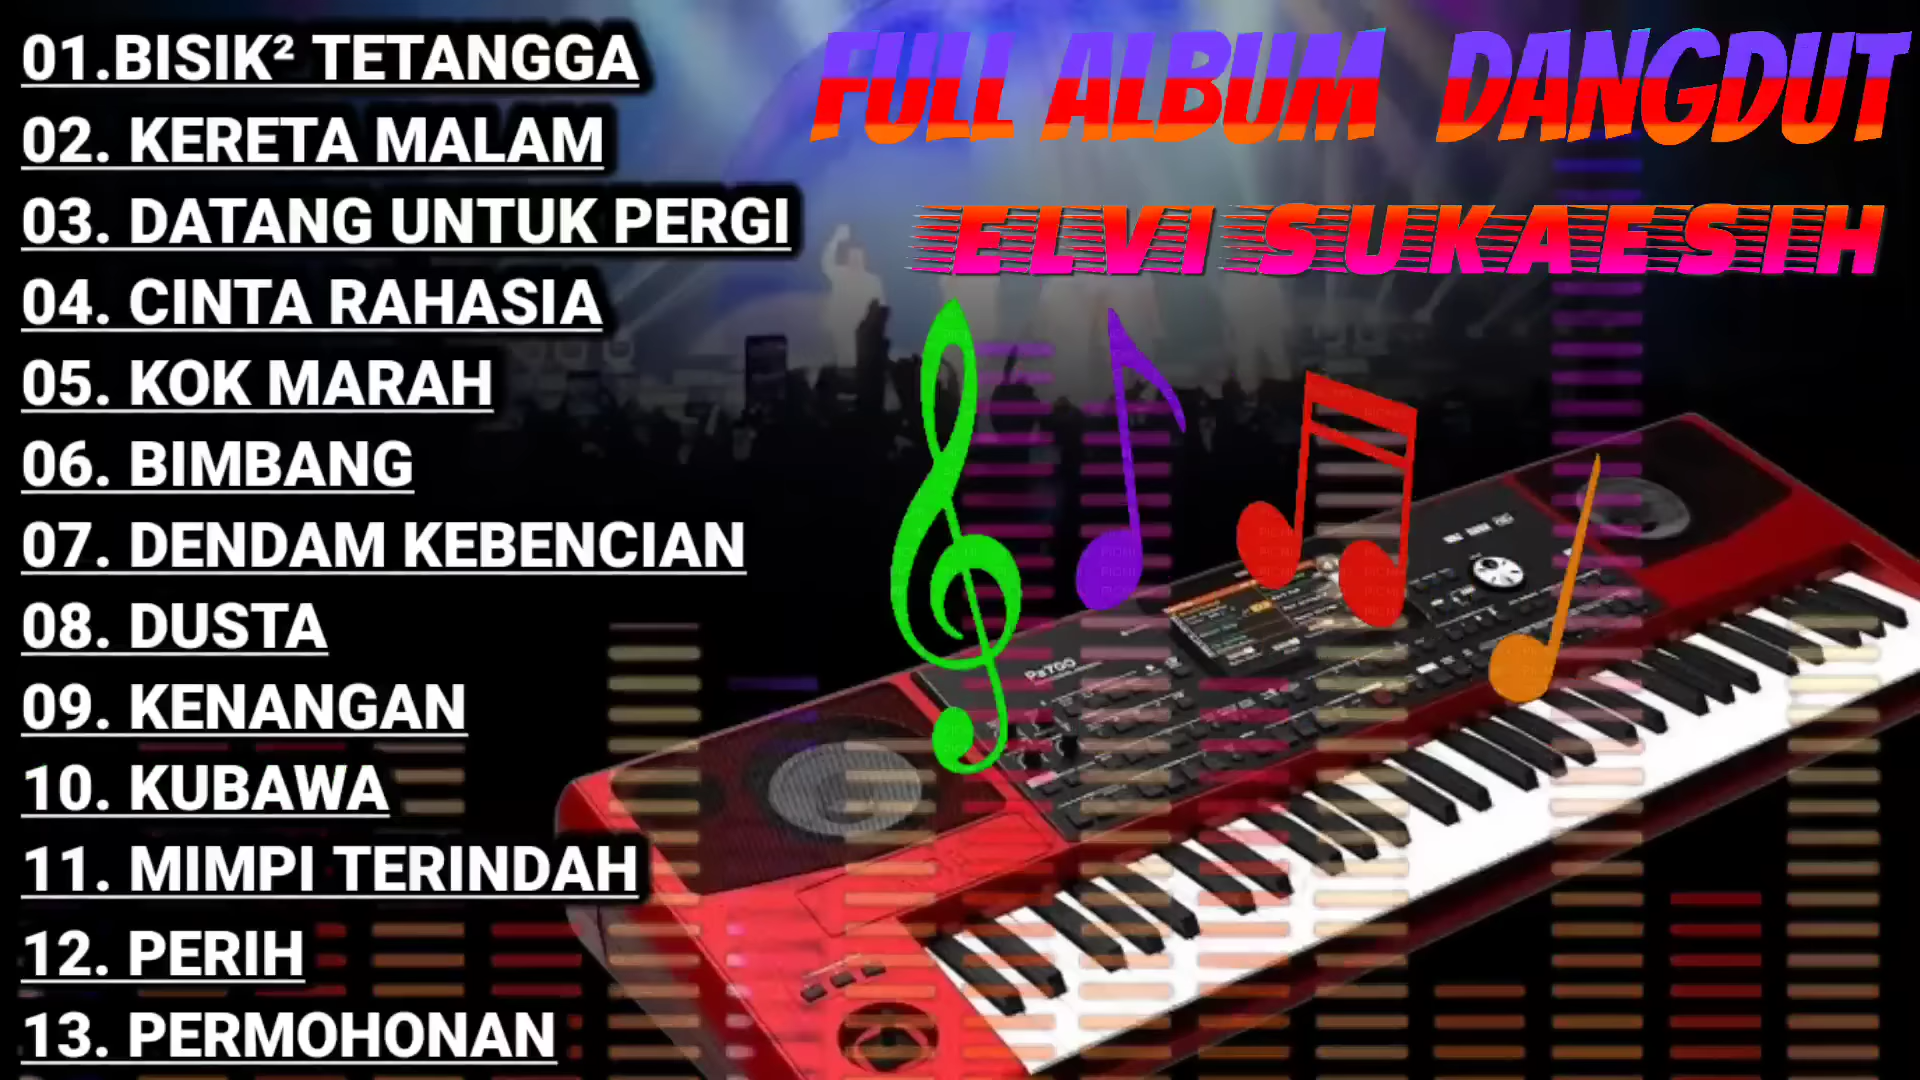 01.BISIK² TETANGGA
02. KERETA MALAM
03. DATANG UNTUK PERGI
04. CINTA RAHASIA
05. KOK MARAH
06. BIMBANG
07. DENDAM KEBENCIAN
08. DUSTA
09. KENANGAN
10. KUBAWA
11. MIMPI TERINDAH
12. PERIH
13. PERMOHONAN
FULL ALBUM DANGDUT
ELVI SUKAESIH
Pa700